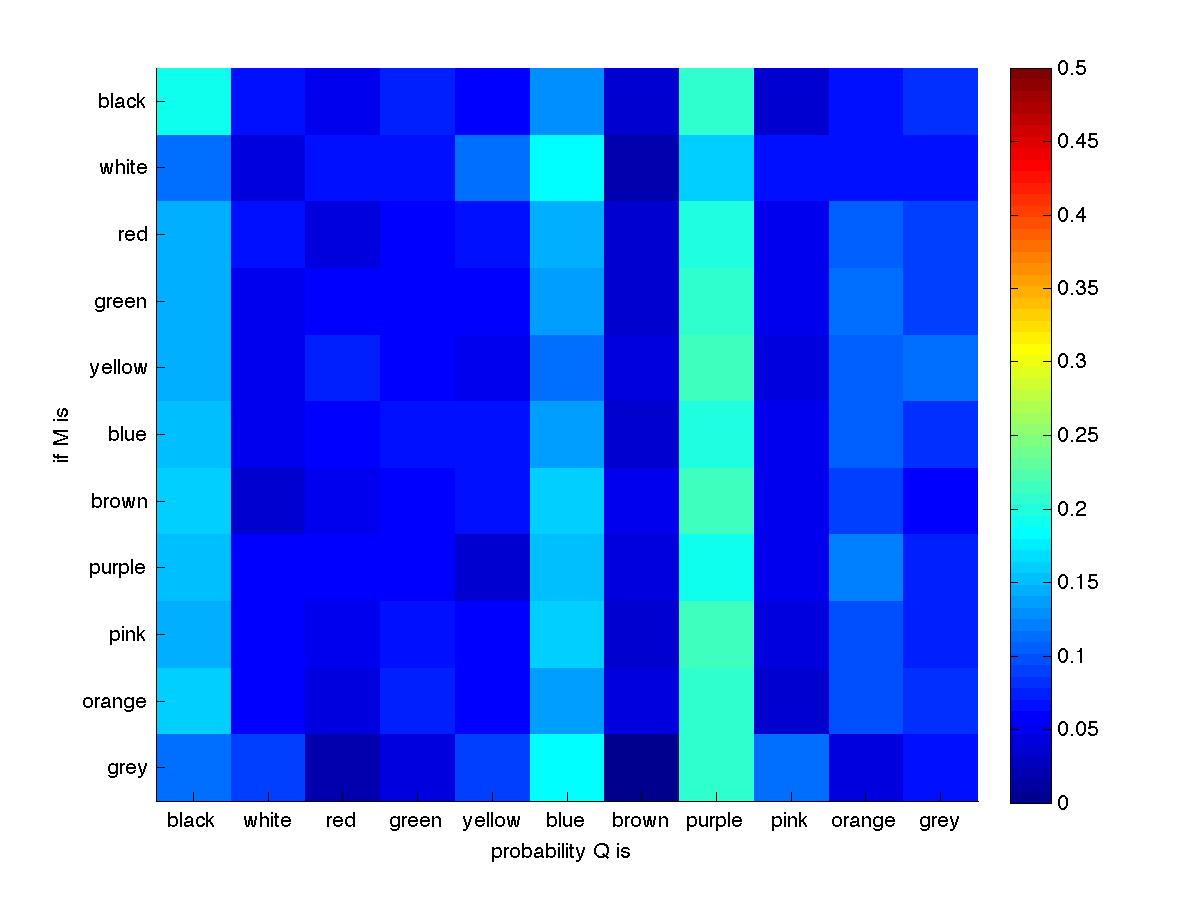 if M is
black
white
red
green
yellow
blue
brown
purple
pink
orange
grey
black white red green yellow blue brown purple pink orange grey
probability Q is
0.5
0.45
0.4
0.35
0.3
0.25
0.2
0.15
0.1
0.05
0